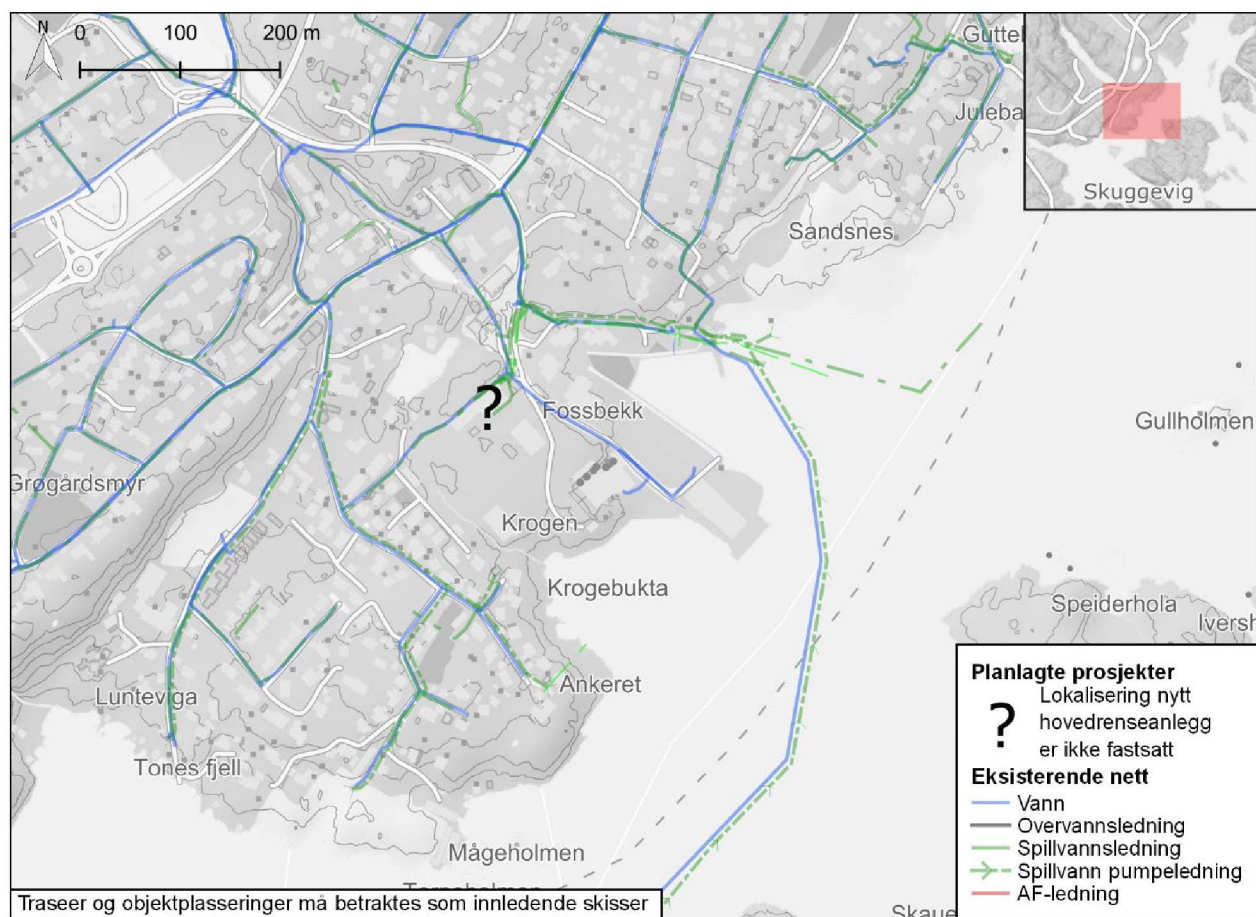 N
0 100 200 m
Guttel
Juleba
Skuggevig
Sandsnes
Fossbekk
?
Gullholmen
Grøgårdsmyr
Krogen
Krogebukta
Speiderhola
Iversh
Ankeret
Lunteviga
Tones fjell
Mågeholmen
Planlagte prosjekter
? Lokalisering nytt
hovedrenseanlegg
er ikke fastsatt
Eksisterende nett
Vann
Overvannsledning
Spillvannsledning
Spillvann pumpeledning
AF-ledning
Traseer og objektplasseringer må betraktes som innledende skisser
Skaue